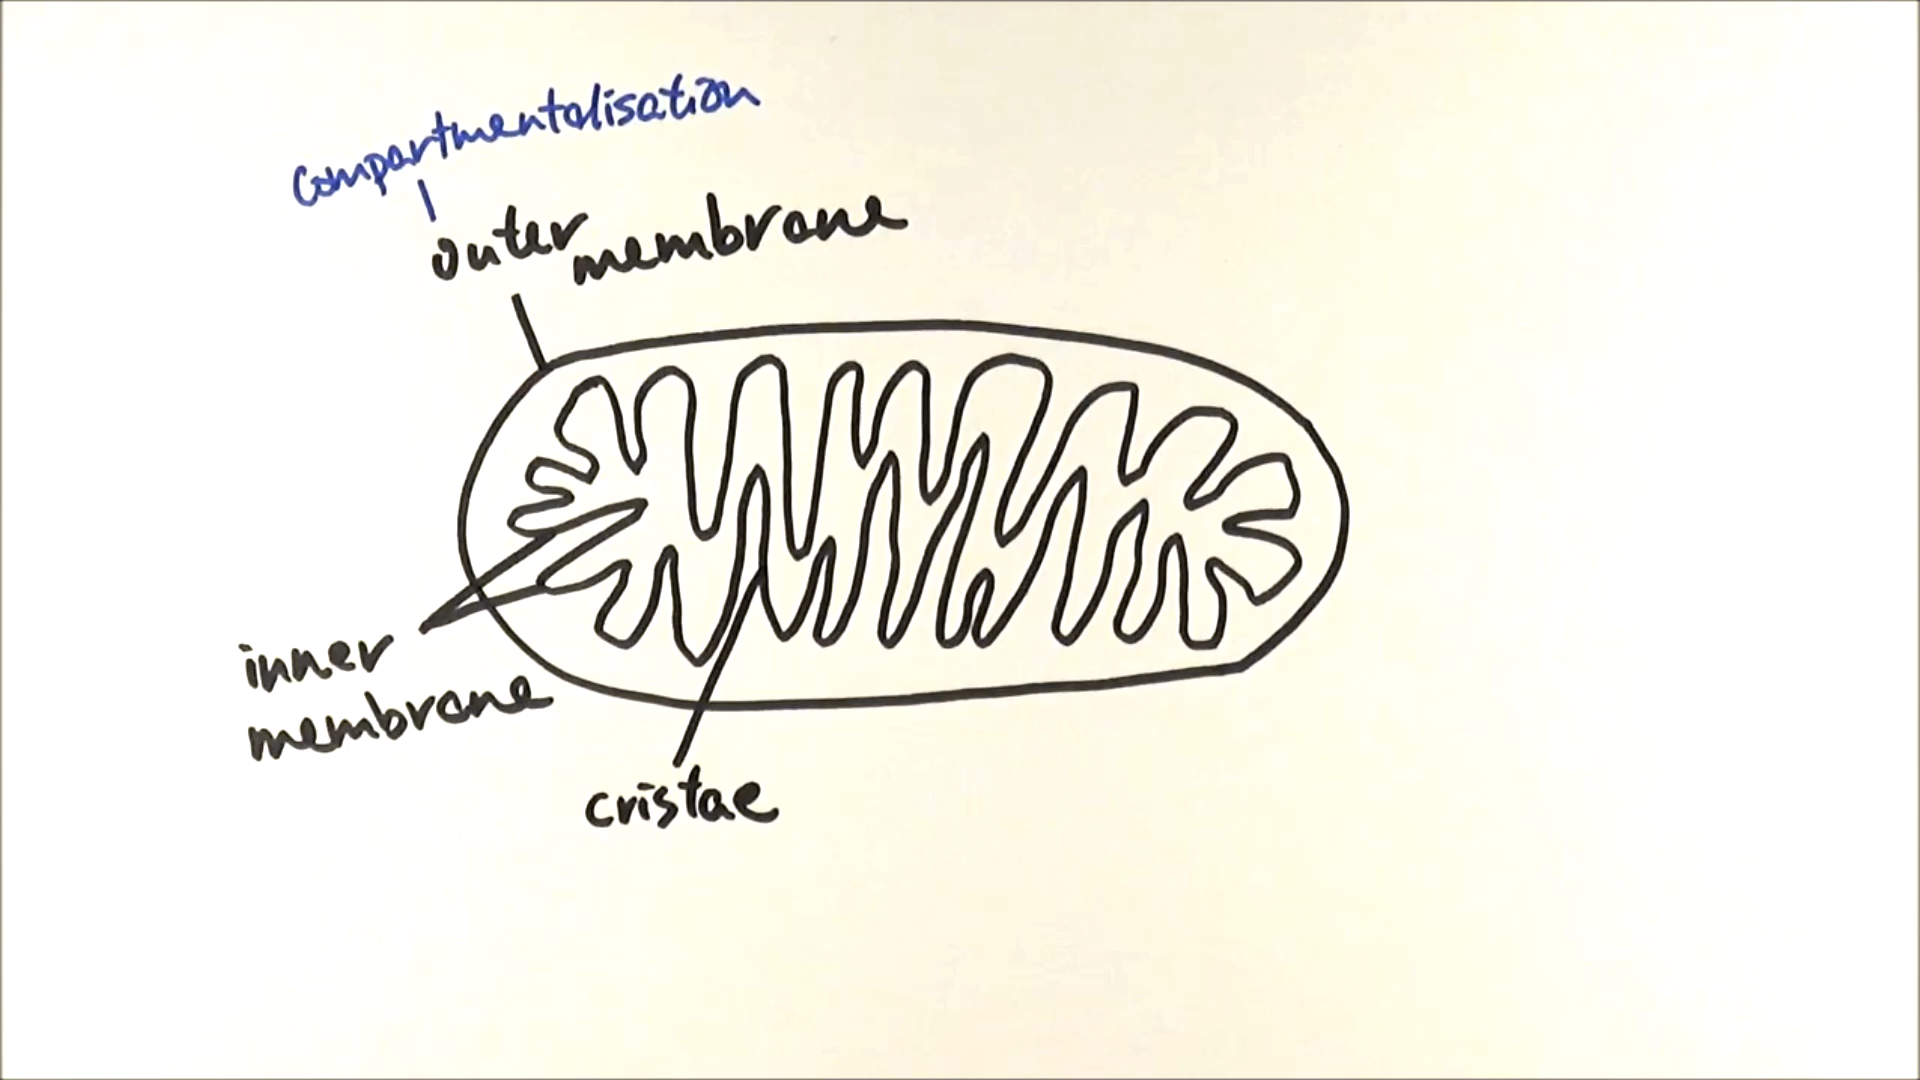 compartmentalisation
outer membrane
inner
membrane
cristae